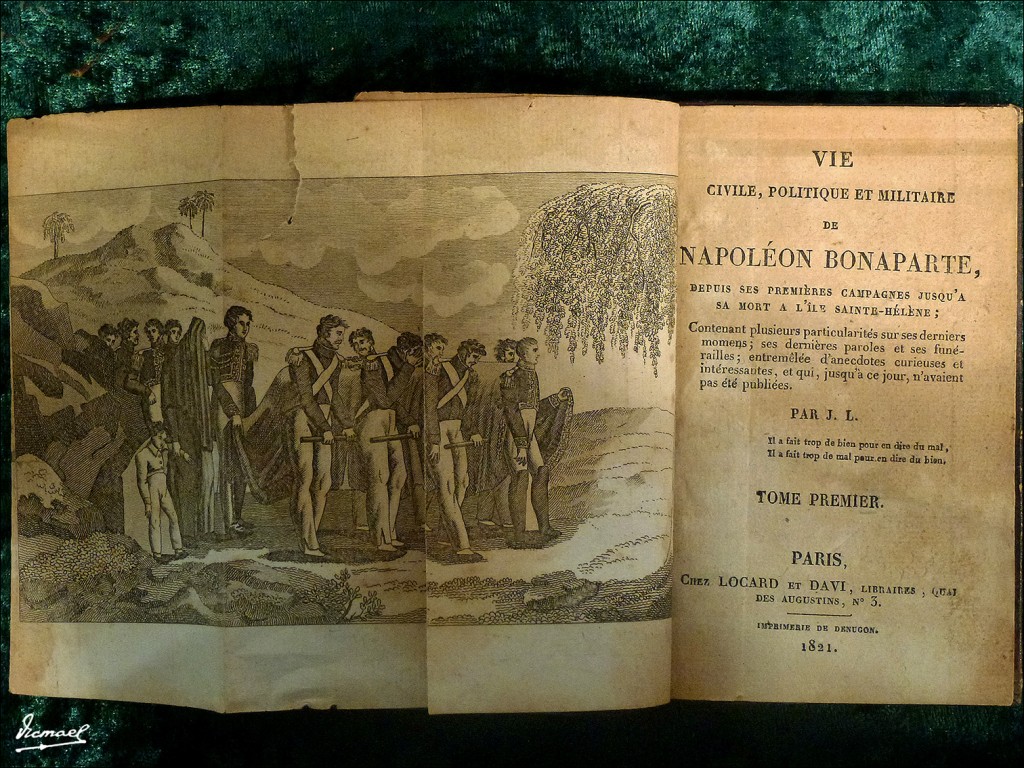 VIE
CIVILE, POLITIQUE ET MILITAIRE
DE
NAPOLÉON BONAPARTE,
DEPUIS SES PREMIÈRES CAMPAGNES JUSQU'A
SA MORT A L'ÎLE SAINTE-HÉLÈNE ;
Contenant plusieurs particularités sur ses derniers
momens ; ses dernières paroles et ses funé-
railles ; entremêlée d'anecdotes curieuses et
intéressantes, et qui, jusqu'à ce jour, n'avaient
pas été publiées.
PAR J. L.
Il a fait trop de bien pour en dire du mal,
Il a fait trop de mal pour en dire du bien.
TOME PREMIER.
PARIS,
CHEZ LOCARD ET DAVI, LIBRAIRES, QUAI
DES AUGUSTINS, N° 3.
IMPRIMERIE DE DENUGON.
1821.
Vicmael